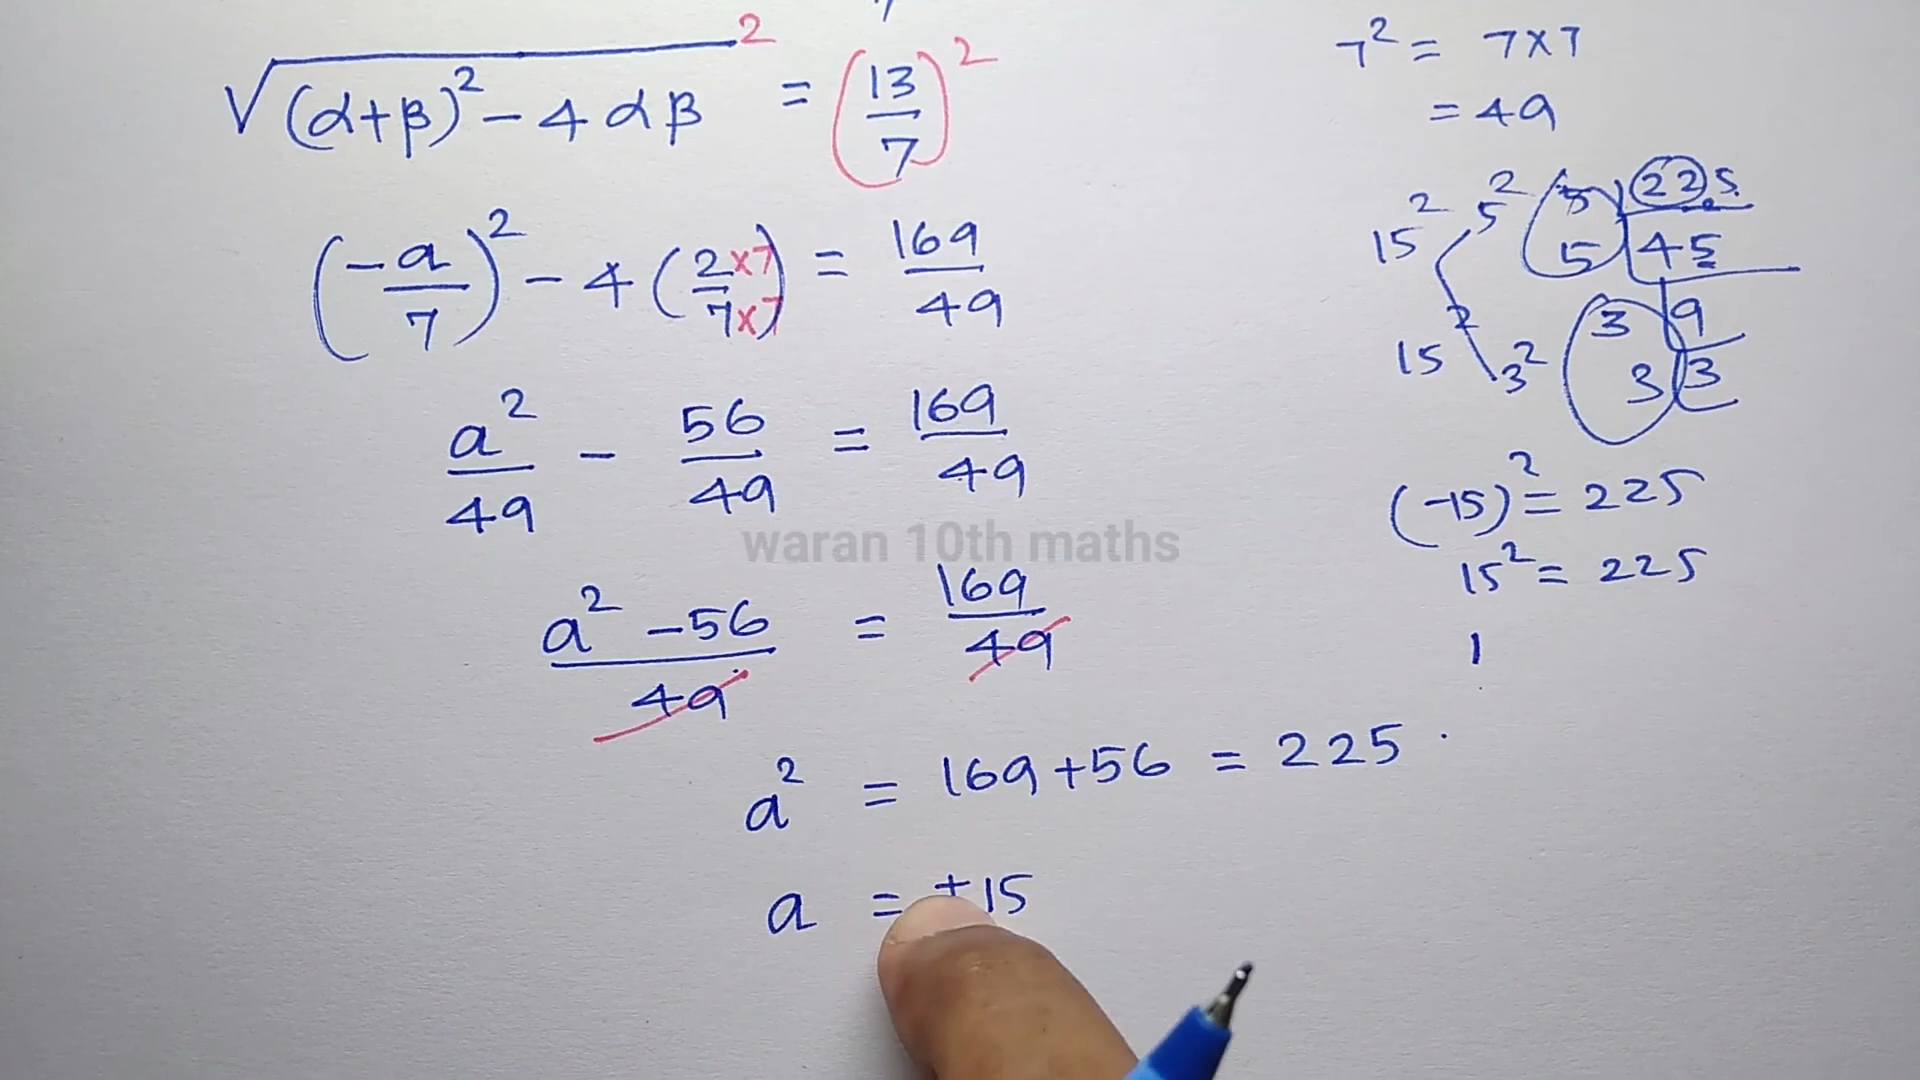 √(α+β)² − 4αβ ² = (13/7)²
(−a/7)² − 4(2×7/7×7) = 169/49
a²/49 − 56/49 = 169/49
a² − 56/49 = 169/49
a² = 169+56 = 225
a = ±15
7² = 7×7
= 49
15² 5² 5 225
5 45
15² 3² 3 9
3 3
(−15)² = 225
15² = 225
1
waran 10th maths